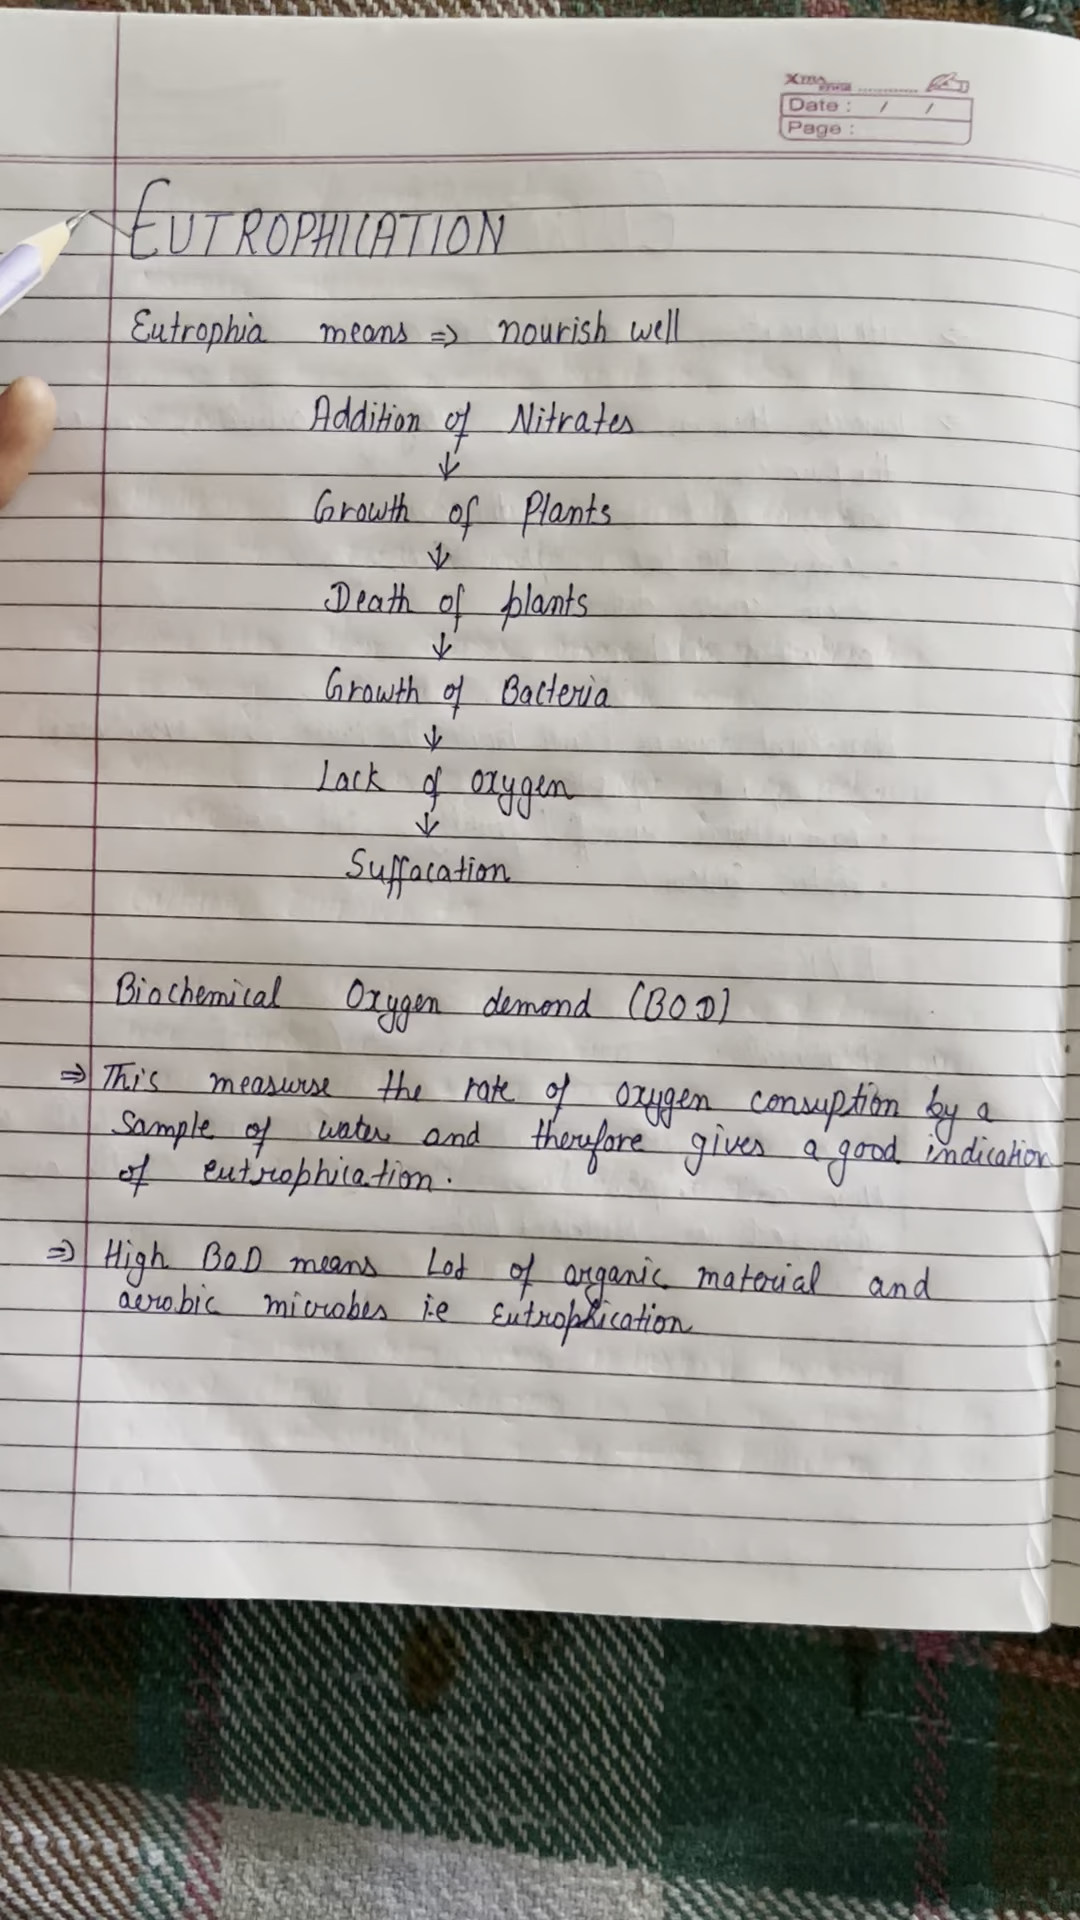 XTRA
Date : / /
Page :
EUTROPHICATION
Eutrophia means ⇒ nourish well
Addition of Nitrates
↓
Growth of Plants
↓
Death of plants
↓
Growth of Bacteria
↓
Lack of oxygen
↓
Suffacation
Biochemical Oxygen demond (BOD)
⇒ This measurse the rate of oxygen consuption by a
Sample of water and therefore gives a good indication
of eutrophication.
⇒ High BOD means Lot of organic material and
aerobic microbes i.e Eutrophication